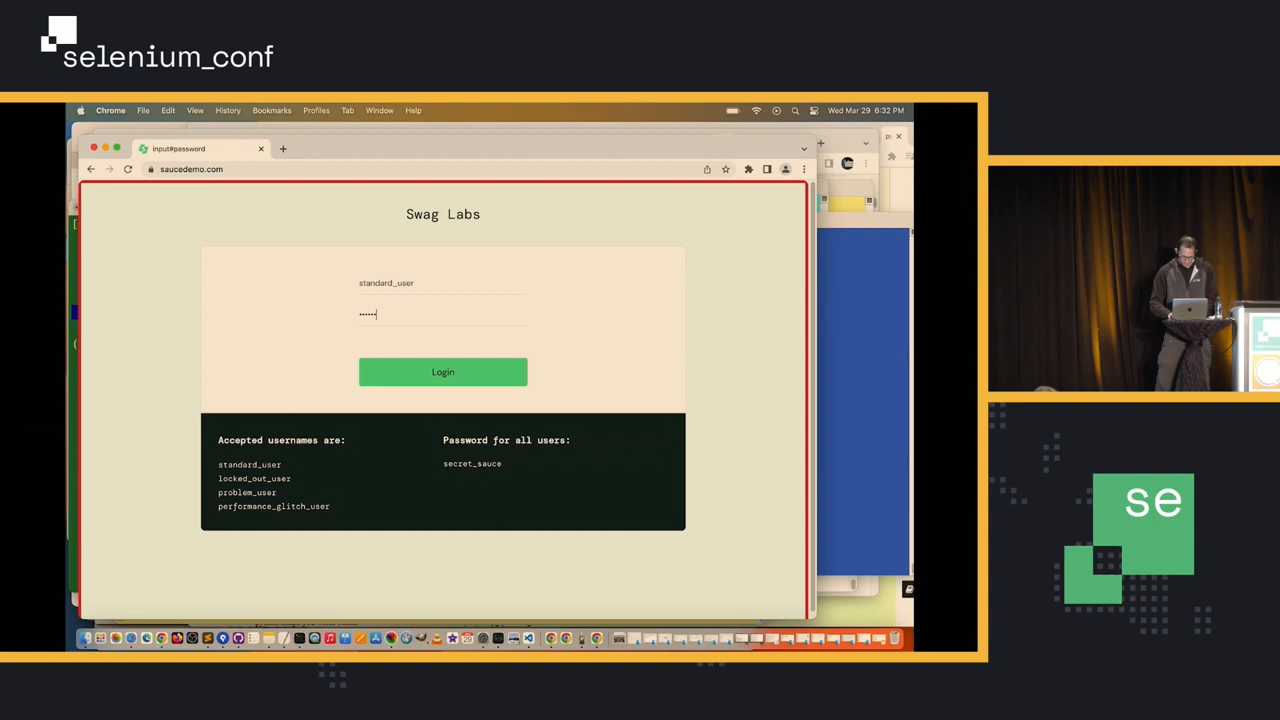 selenium_conf
Chrome File Edit View History Bookmarks Profiles Tab Window Help Wed Mar 29 6:32 PM
input#password
saucedemo.com
Swag Labs
standard_user
••••••
Login
Accepted usernames are: Password for all users:
standard_user secret_sauce
locked_out_user
problem_user
performance_glitch_user
se